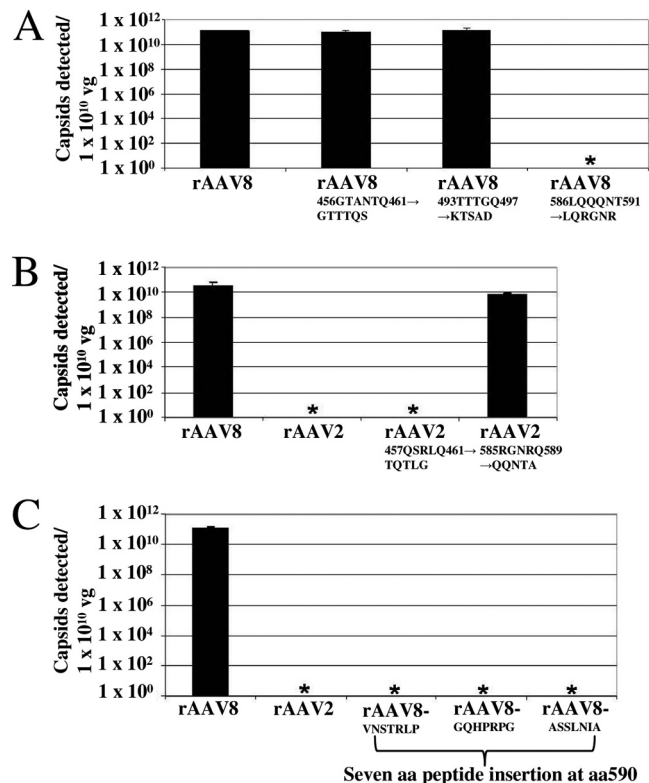 A
Capsids detected/
1 x 10¹⁰ vg
1 x 10¹²
1 x 10¹⁰
1 x 10⁸
1 x 10⁶
1 x 10⁴
1 x 10²
1 x 10⁰
*
rAAV8 rAAV8 rAAV8 rAAV8
456GTANTQ461→ 493TTTGQ497 586LQQQNT591
GTTTQS →KTSAD →LQRGNR
B
Capsids detected/
1 x 10¹⁰ vg
1 x 10¹²
1 x 10¹⁰
1 x 10⁸
1 x 10⁶
1 x 10⁴
1 x 10²
1 x 10⁰
* *
rAAV8 rAAV2 rAAV2 rAAV2
457QSRLQ461→ 585RGNRQ589
TQTLG →QQNTA
C
Capsids detected/
1 x 10¹⁰ vg
1 x 10¹²
1 x 10¹⁰
1 x 10⁸
1 x 10⁶
1 x 10⁴
1 x 10²
1 x 10⁰
* * * *
rAAV8 rAAV2 rAAV8- rAAV8- rAAV8-
VNSTRLP GQHPRPG ASSLNIA
Seven aa peptide insertion at aa590